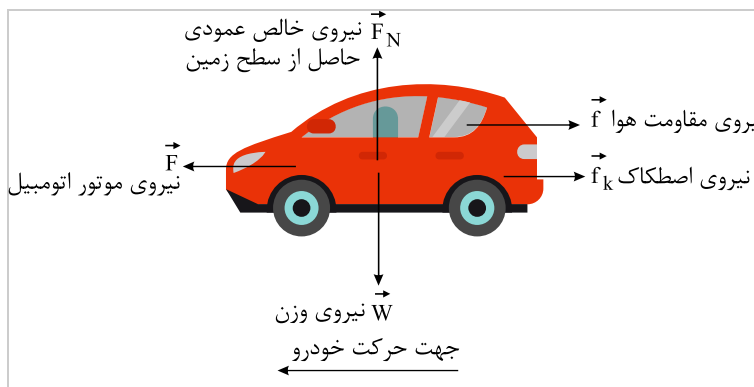 نیروی خالص عمودی F_N
حاصل از سطح زمین
نیروی مقاومت هوا f
F
نیروی موتور اتومبیل
نیروی اصطکاک f_k
نیروی وزن W
جهت حرکت خودرو